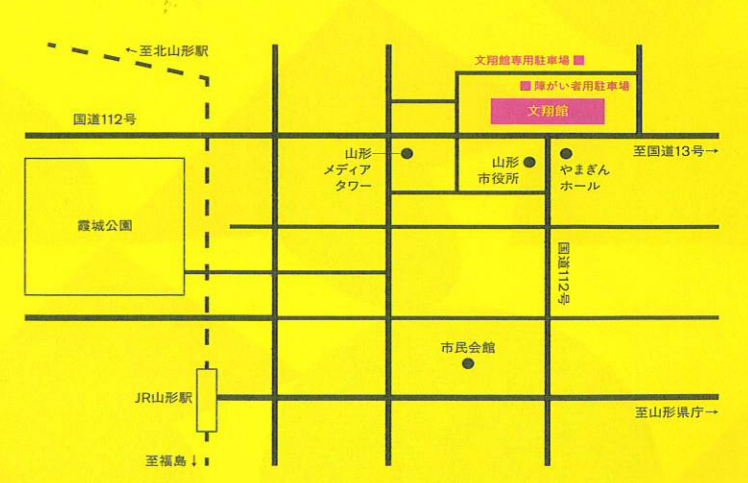 ←至北山形駅
文翔館専用駐車場
障がい者用駐車場
文翔館
国道112号
至国道13号→
山形
メディア
タワー
山形
市役所
やまぎん
ホール
霞城公園
国道112号
市民会館
JR山形駅
至山形県庁→
至福島↓